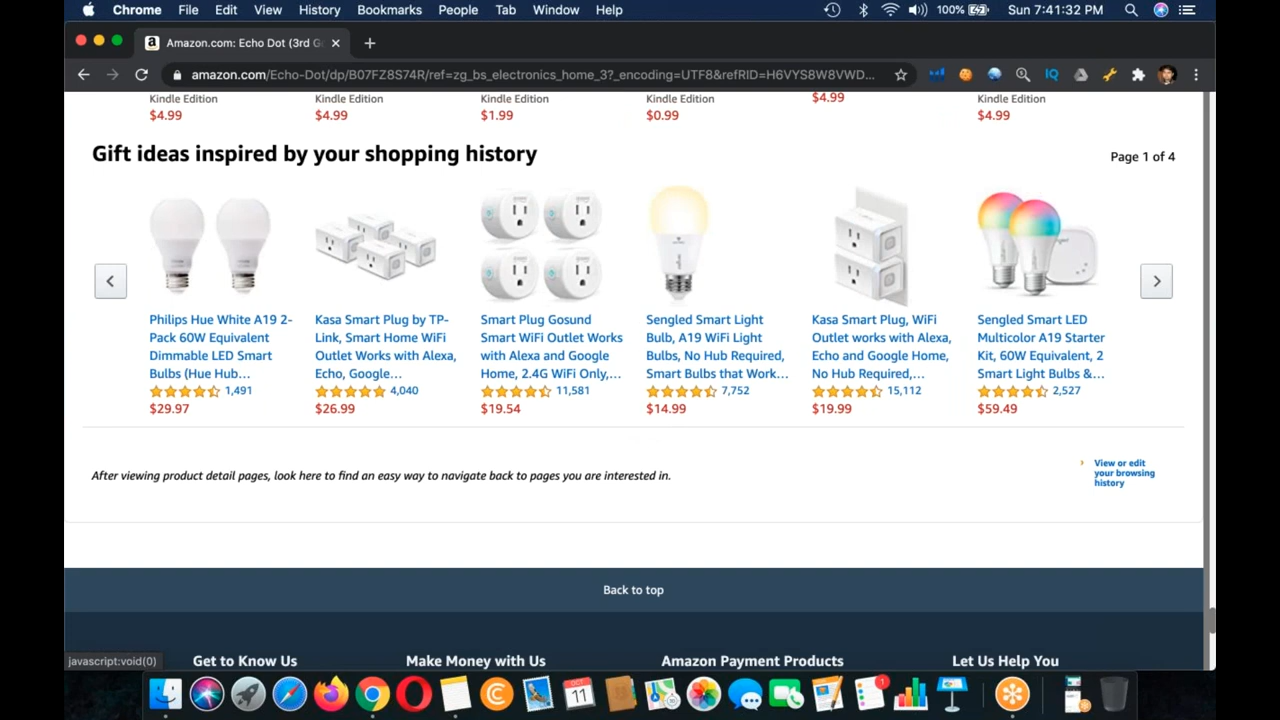 Chrome File Edit View History Bookmarks People Tab Window Help 100% Sun 7:41:32 PM
Amazon.com: Echo Dot (3rd G
amazon.com/Echo-Dot/dp/B07FZ8S74R/ref=zg_bs_electronics_home_3?_encoding=UTF8&refRID=H6VYS8W8VWD...
Kindle Edition Kindle Edition Kindle Edition Kindle Edition $4.99 Kindle Edition
$4.99 $4.99 $1.99 $0.99 $4.99
Gift ideas inspired by your shopping history
Page 1 of 4
Philips Hue White A19 2-
Pack 60W Equivalent
Dimmable LED Smart
Bulbs (Hue Hub...
1,491
$29.97
Kasa Smart Plug by TP-
Link, Smart Home WiFi
Outlet Works with Alexa,
Echo, Google...
4,040
$26.99
Smart Plug Gosund
Smart WiFi Outlet Works
with Alexa and Google
Home, 2.4G WiFi Only,...
11,581
$19.54
Sengled Smart Light
Bulb, A19 WiFi Light
Bulbs, No Hub Required,
Smart Bulbs that Work...
7,752
$14.99
Kasa Smart Plug, WiFi
Outlet works with Alexa,
Echo and Google Home,
No Hub Required,...
15,112
$19.99
Sengled Smart LED
Multicolor A19 Starter
Kit, 60W Equivalent, 2
Smart Light Bulbs &...
2,527
$59.49
After viewing product detail pages, look here to find an easy way to navigate back to pages you are interested in.
View or edit
your browsing
history
Back to top
javascript:void(0)
Get to Know Us Make Money with Us Amazon Payment Products Let Us Help You
OCT
11
1